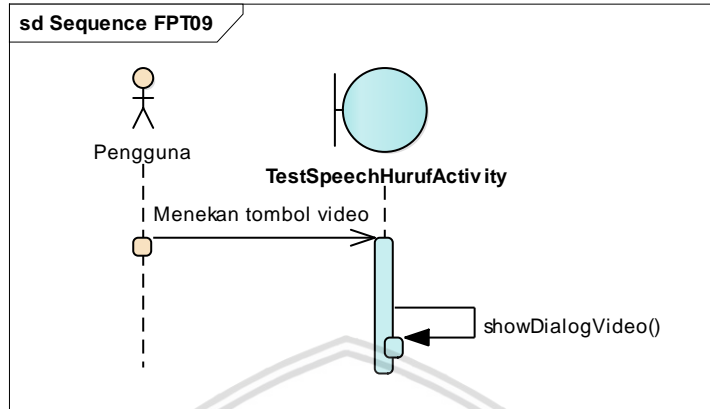 sd Sequence FPT09
Pengguna
TestSpeechHurufActivity
Menekan tombol video
showDialogVideo()